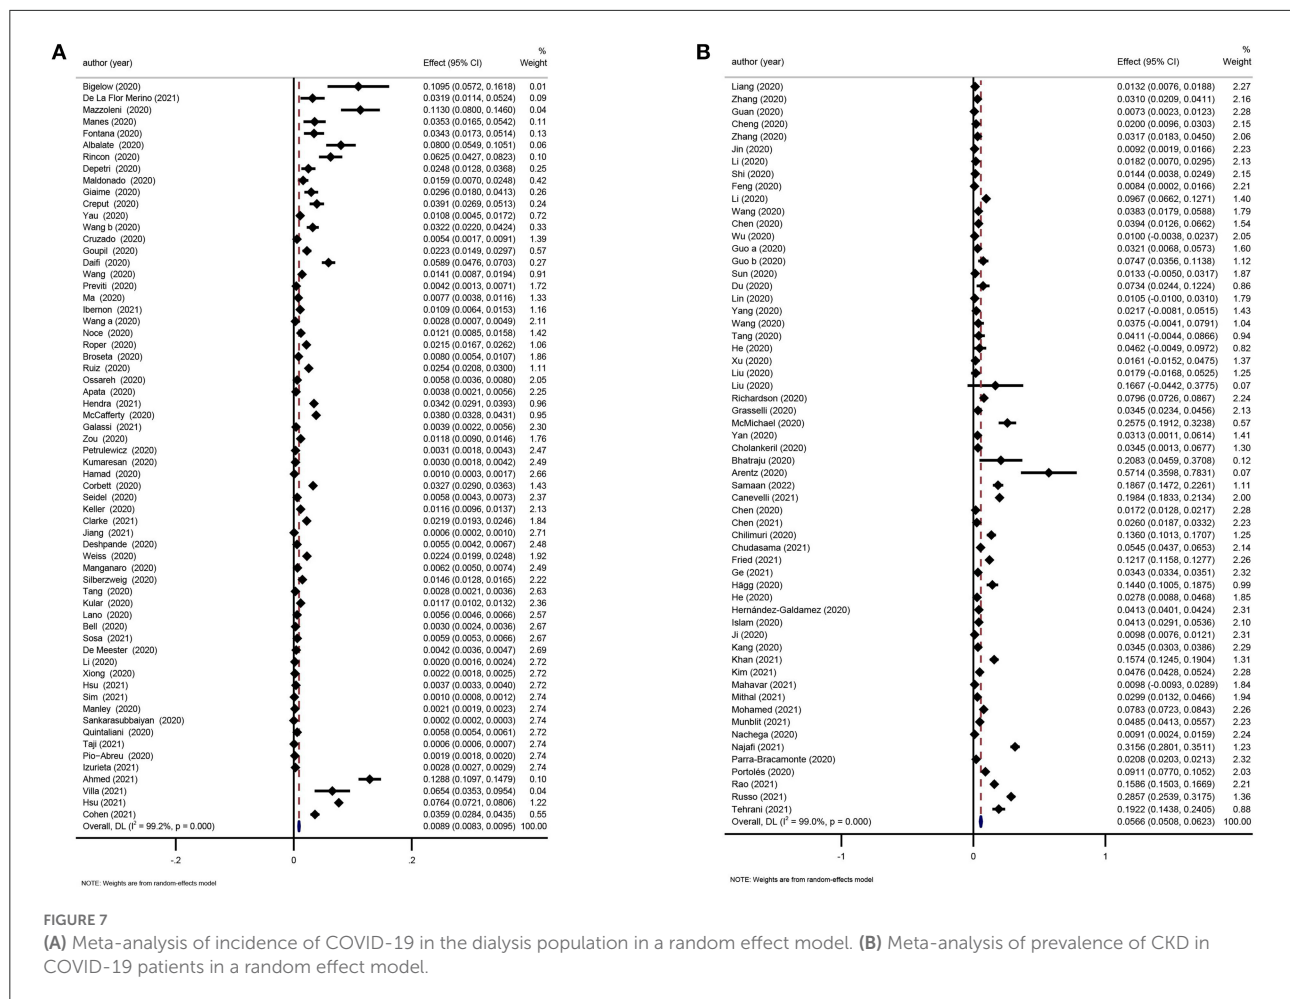 A
%
author (year) Effect (95% CI) Weight
Bigelow (2020) 0.1095 (0.0572, 0.1618) 0.01
De La Flor Merino (2021) 0.0319 (0.0114, 0.0524) 0.09
Mazzoleni (2020) 0.1130 (0.0800, 0.1460) 0.04
Manes (2020) 0.0353 (0.0165, 0.0542) 0.11
Fontana (2020) 0.0343 (0.0173, 0.0514) 0.13
Albalate (2020) 0.0800 (0.0549, 0.1051) 0.06
Rincon (2020) 0.0625 (0.0427, 0.0823) 0.10
Depetri (2020) 0.0248 (0.0128, 0.0368) 0.25
Maldonado (2020) 0.0159 (0.0070, 0.0248) 0.42
Giaime (2020) 0.0296 (0.0180, 0.0413) 0.26
Creput (2020) 0.0391 (0.0269, 0.0513) 0.24
Yau (2020) 0.0108 (0.0045, 0.0172) 0.72
Wang b (2020) 0.0322 (0.0220, 0.0424) 0.33
Cruzado (2020) 0.0054 (0.0017, 0.0091) 1.39
Goupil (2020) 0.0223 (0.0149, 0.0297) 0.57
Daifi (2020) 0.0589 (0.0476, 0.0703) 0.27
Wang (2020) 0.0141 (0.0087, 0.0194) 0.91
Previti (2020) 0.0042 (0.0013, 0.0071) 1.72
Ma (2020) 0.0077 (0.0038, 0.0116) 1.33
Ibernon (2021) 0.0109 (0.0064, 0.0153) 1.16
Wang a (2020) 0.0028 (0.0007, 0.0049) 2.11
Noce (2020) 0.0121 (0.0085, 0.0158) 1.42
Roper (2020) 0.0215 (0.0167, 0.0262) 1.06
Broseta (2020) 0.0080 (0.0054, 0.0107) 1.86
Ruiz (2020) 0.0254 (0.0208, 0.0300) 1.11
Ossareh (2020) 0.0058 (0.0036, 0.0080) 2.05
Apata (2020) 0.0038 (0.0021, 0.0056) 2.25
Hendra (2021) 0.0342 (0.0291, 0.0393) 0.96
McCafferty (2020) 0.0380 (0.0328, 0.0431) 0.95
Galassi (2021) 0.0039 (0.0022, 0.0056) 2.30
Zou (2020) 0.0118 (0.0090, 0.0146) 1.76
Petrulewicz (2020) 0.0031 (0.0018, 0.0043) 2.47
Kumaresan (2020) 0.0030 (0.0018, 0.0042) 2.49
Hamad (2020) 0.0010 (0.0003, 0.0017) 2.66
Corbett (2020) 0.0327 (0.0290, 0.0363) 1.43
Seidel (2020) 0.0058 (0.0043, 0.0073) 2.37
Keller (2020) 0.0116 (0.0096, 0.0137) 2.13
Clarke (2021) 0.0219 (0.0193, 0.0246) 1.84
Jiang (2021) 0.0006 (0.0002, 0.0010) 2.71
Deshpande (2020) 0.0055 (0.0042, 0.0067) 2.48
Weiss (2020) 0.0224 (0.0199, 0.0248) 1.92
Manganaro (2020) 0.0062 (0.0050, 0.0074) 2.49
Silberzweig (2020) 0.0146 (0.0128, 0.0165) 2.22
Tang (2020) 0.0028 (0.0021, 0.0036) 2.63
Kular (2020) 0.0117 (0.0102, 0.0132) 2.36
Lano (2020) 0.0056 (0.0046, 0.0066) 2.57
Bell (2020) 0.0030 (0.0024, 0.0036) 2.67
Sosa (2021) 0.0059 (0.0053, 0.0066) 2.67
De Meester (2020) 0.0042 (0.0036, 0.0047) 2.69
Li (2020) 0.0020 (0.0016, 0.0024) 2.72
Xiong (2020) 0.0022 (0.0018, 0.0025) 2.72
Hsu (2021) 0.0037 (0.0033, 0.0040) 2.72
Sim (2021) 0.0010 (0.0008, 0.0012) 2.74
Manley (2020) 0.0021 (0.0019, 0.0023) 2.74
Sankarasubbaiyan (2020) 0.0002 (0.0002, 0.0003) 2.74
Quintaliani (2020) 0.0058 (0.0054, 0.0061) 2.72
Taji (2021) 0.0006 (0.0006, 0.0007) 2.74
Pio−Abreu (2020) 0.0019 (0.0018, 0.0020) 2.74
Izurieta (2021) 0.0028 (0.0027, 0.0029) 2.74
Ahmed (2021) 0.1288 (0.1097, 0.1479) 0.10
Villa (2021) 0.0654 (0.0353, 0.0954) 0.04
Hsu (2021) 0.0764 (0.0721, 0.0806) 1.22
Cohen (2021) 0.0359 (0.0284, 0.0435) 0.55
Overall, DL (I² = 99.2%, p = 0.000) 0.0089 (0.0083, 0.0095) 100.00
-.2 0 .2
NOTE: Weights are from random-effects model
B
%
author (year) Effect (95% CI) Weight
Liang (2020) 0.0132 (0.0076, 0.0188) 2.27
Zhang (2020) 0.0310 (0.0209, 0.0411) 2.16
Guan (2020) 0.0073 (0.0023, 0.0123) 2.28
Cheng (2020) 0.0200 (0.0096, 0.0303) 2.15
Zhang (2020) 0.0317 (0.0183, 0.0450) 2.06
Jin (2020) 0.0092 (0.0019, 0.0166) 2.23
Li (2020) 0.0182 (0.0070, 0.0295) 2.13
Shi (2020) 0.0144 (0.0038, 0.0249) 2.15
Feng (2020) 0.0084 (0.0002, 0.0166) 2.21
Li (2020) 0.0967 (0.0662, 0.1271) 1.40
Wang (2020) 0.0383 (0.0179, 0.0588) 1.79
Chen (2020) 0.0394 (0.0126, 0.0662) 1.54
Wu (2020) 0.0100 (-0.0038, 0.0237) 2.05
Guo a (2020) 0.0321 (0.0068, 0.0573) 1.60
Guo b (2020) 0.0747 (0.0356, 0.1138) 1.12
Sun (2020) 0.0133 (-0.0050, 0.0317) 1.87
Du (2020) 0.0734 (0.0244, 0.1224) 0.86
Lin (2020) 0.0105 (-0.0100, 0.0310) 1.79
Yang (2020) 0.0217 (-0.0081, 0.0515) 1.43
Wang (2020) 0.0375 (-0.0041, 0.0791) 1.04
Tang (2020) 0.0411 (-0.0044, 0.0866) 0.94
He (2020) 0.0462 (-0.0049, 0.0972) 0.82
Xu (2020) 0.0161 (-0.0152, 0.0475) 1.37
Liu (2020) 0.0179 (-0.0168, 0.0525) 1.25
Liu (2020) 0.1667 (-0.0442, 0.3775) 0.07
Richardson (2020) 0.0796 (0.0726, 0.0867) 2.24
Grasselli (2020) 0.0345 (0.0234, 0.0456) 2.13
McMichael (2020) 0.2575 (0.1912, 0.3238) 0.57
Yan (2020) 0.0313 (0.0011, 0.0614) 1.41
Cholankeril (2020) 0.0345 (0.0013, 0.0677) 1.30
Bhatraju (2020) 0.2083 (0.0459, 0.3708) 0.12
Arentz (2020) 0.5714 (0.3598, 0.7831) 0.07
Samaan (2022) 0.1867 (0.1472, 0.2261) 1.11
Canevelli (2021) 0.1984 (0.1833, 0.2134) 2.00
Chen (2020) 0.0172 (0.0128, 0.0217) 2.28
Chen (2021) 0.0260 (0.0187, 0.0332) 2.23
Chilimuri (2020) 0.1360 (0.1013, 0.1707) 1.25
Chudasama (2021) 0.0545 (0.0437, 0.0653) 2.14
Fried (2021) 0.1217 (0.1158, 0.1277) 2.26
Ge (2021) 0.0343 (0.0334, 0.0351) 2.32
Hägg (2020) 0.1440 (0.1005, 0.1875) 0.99
He (2020) 0.0278 (0.0088, 0.0468) 1.85
Hernández-Galdamez (2020) 0.0413 (0.0401, 0.0424) 2.31
Islam (2020) 0.0413 (0.0291, 0.0536) 2.10
Ji (2020) 0.0098 (0.0076, 0.0121) 2.31
Kang (2020) 0.0345 (0.0303, 0.0386) 2.29
Khan (2021) 0.1574 (0.1245, 0.1904) 1.31
Kim (2021) 0.0476 (0.0428, 0.0524) 2.28
Mahavar (2021) 0.0098 (-0.0093, 0.0289) 1.84
Mithal (2021) 0.0299 (0.0132, 0.0466) 1.94
Mohamed (2021) 0.0783 (0.0723, 0.0843) 2.26
Munblit (2021) 0.0485 (0.0413, 0.0557) 2.23
Nachega (2020) 0.0091 (0.0024, 0.0159) 2.24
Najafi (2021) 0.3156 (0.2801, 0.3511) 1.23
Parra-Bracamonte (2020) 0.0208 (0.0203, 0.0213) 2.32
Portolés (2020) 0.0911 (0.0770, 0.1052) 2.03
Rao (2021) 0.1586 (0.1503, 0.1669) 2.21
Russo (2021) 0.2857 (0.2539, 0.3175) 1.36
Tehrani (2021) 0.1922 (0.1438, 0.2405) 0.88
Overall, DL (I² = 99.0%, p = 0.000) 0.0566 (0.0508, 0.0623) 100.00
-1 0 1
NOTE: Weights are from random-effects model
FIGURE 7
(A) Meta-analysis of incidence of COVID-19 in the dialysis population in a random effect model. (B) Meta-analysis of prevalence of CKD in
COVID-19 patients in a random effect model.